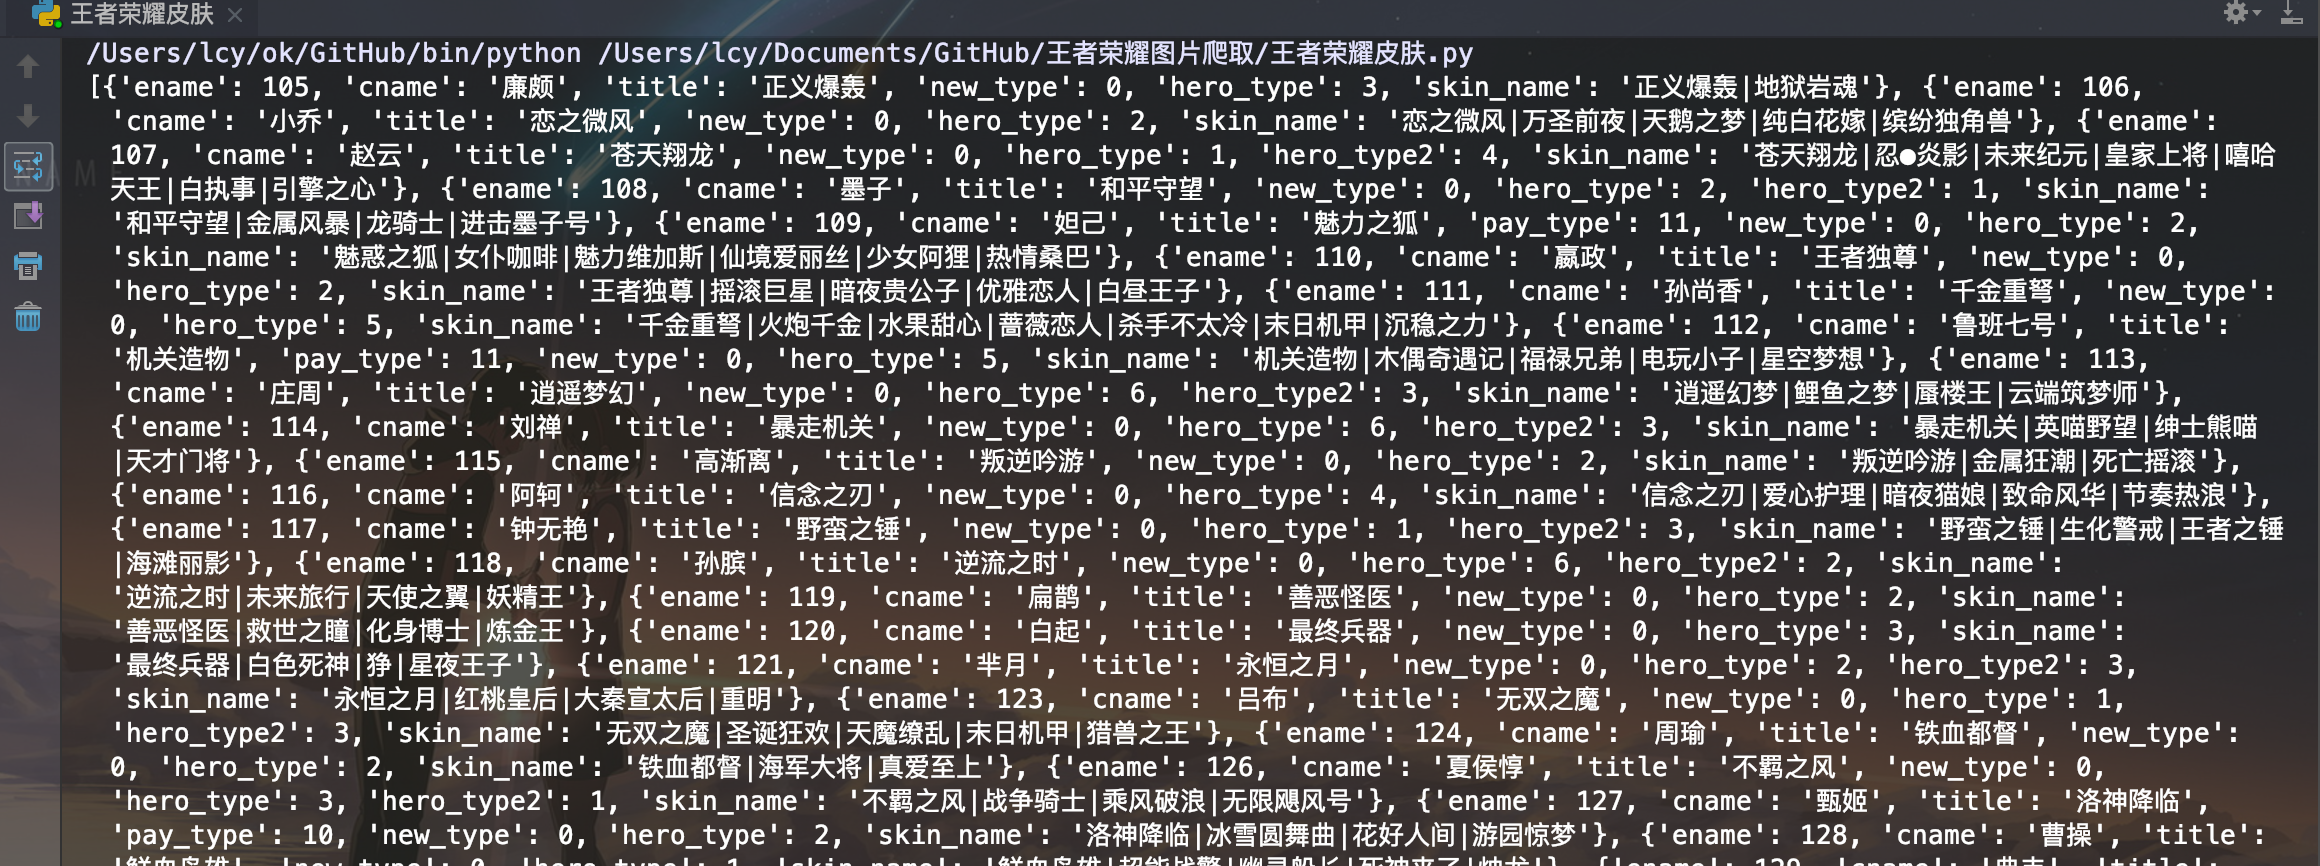 王者荣耀皮肤
/Users/lcy/ok/GitHub/bin/python /Users/lcy/Documents/GitHub/王者荣耀图片爬取/王者荣耀皮肤.py
[{'ename': 105, 'cname': '廉颇', 'title': '正义爆轰', 'new_type': 0, 'hero_type': 3, 'skin_name': '正义爆轰|地狱岩魂'}, {'ename': 106,
'cname': '小乔', 'title': '恋之微风', 'new_type': 0, 'hero_type': 2, 'skin_name': '恋之微风|万圣前夜|天鹅之梦|纯白花嫁|缤纷独角兽'}, {'ename':
107, 'cname': '赵云', 'title': '苍天翔龙', 'new_type': 0, 'hero_type': 1, 'hero_type2': 4, 'skin_name': '苍天翔龙|忍●炎影|未来纪元|皇家上将|嘻哈
天王|白执事|引擎之心'}, {'ename': 108, 'cname': '墨子', 'title': '和平守望', 'new_type': 0, 'hero_type': 2, 'hero_type2': 1, 'skin_name':
'和平守望|金属风暴|龙骑士|进击墨子号'}, {'ename': 109, 'cname': '妲己', 'title': '魅力之狐', 'pay_type': 11, 'new_type': 0, 'hero_type': 2,
'skin_name': '魅惑之狐|女仆咖啡|魅力维加斯|仙境爱丽丝|少女阿狸|热情桑巴'}, {'ename': 110, 'cname': '嬴政', 'title': '王者独尊', 'new_type': 0,
'hero_type': 2, 'skin_name': '王者独尊|摇滚巨星|暗夜贵公子|优雅恋人|白昼王子'}, {'ename': 111, 'cname': '孙尚香', 'title': '千金重弩', 'new_type':
0, 'hero_type': 5, 'skin_name': '千金重弩|火炮千金|水果甜心|蔷薇恋人|杀手不太冷|末日机甲|沉稳之力'}, {'ename': 112, 'cname': '鲁班七号', 'title':
'机关造物', 'pay_type': 11, 'new_type': 0, 'hero_type': 5, 'skin_name': '机关造物|木偶奇遇记|福禄兄弟|电玩小子|星空梦想'}, {'ename': 113,
'cname': '庄周', 'title': '逍遥梦幻', 'new_type': 0, 'hero_type': 6, 'hero_type2': 3, 'skin_name': '逍遥幻梦|鲤鱼之梦|蜃楼王|云端筑梦师'},
{'ename': 114, 'cname': '刘禅', 'title': '暴走机关', 'new_type': 0, 'hero_type': 6, 'hero_type2': 3, 'skin_name': '暴走机关|英喵野望|绅士熊喵
|天才门将'}, {'ename': 115, 'cname': '高渐离', 'title': '叛逆吟游', 'new_type': 0, 'hero_type': 2, 'skin_name': '叛逆吟游|金属狂潮|死亡摇滚'},
{'ename': 116, 'cname': '阿轲', 'title': '信念之刃', 'new_type': 0, 'hero_type': 4, 'skin_name': '信念之刃|爱心护理|暗夜猫娘|致命风华|节奏热浪'},
{'ename': 117, 'cname': '钟无艳', 'title': '野蛮之锤', 'new_type': 0, 'hero_type': 1, 'hero_type2': 3, 'skin_name': '野蛮之锤|生化警戒|王者之锤
|海滩丽影'}, {'ename': 118, 'cname': '孙膑', 'title': '逆流之时', 'new_type': 0, 'hero_type': 6, 'hero_type2': 2, 'skin_name':
'逆流之时|未来旅行|天使之翼|妖精王'}, {'ename': 119, 'cname': '扁鹊', 'title': '善恶怪医', 'new_type': 0, 'hero_type': 2, 'skin_name':
'善恶怪医|救世之瞳|化身博士|炼金王'}, {'ename': 120, 'cname': '白起', 'title': '最终兵器', 'new_type': 0, 'hero_type': 3, 'skin_name':
'最终兵器|白色死神|狰|星夜王子'}, {'ename': 121, 'cname': '芈月', 'title': '永恒之月', 'new_type': 0, 'hero_type': 2, 'hero_type2': 3,
'skin_name': '永恒之月|红桃皇后|大秦宣太后|重明'}, {'ename': 123, 'cname': '吕布', 'title': '无双之魔', 'new_type': 0, 'hero_type': 1,
'hero_type2': 3, 'skin_name': '无双之魔|圣诞狂欢|天魔缭乱|末日机甲|猎兽之王'}, {'ename': 124, 'cname': '周瑜', 'title': '铁血都督', 'new_type':
0, 'hero_type': 2, 'skin_name': '铁血都督|海军大将|真爱至上'}, {'ename': 126, 'cname': '夏侯惇', 'title': '不羁之风', 'new_type': 0,
'hero_type': 3, 'hero_type2': 1, 'skin_name': '不羁之风|战争骑士|乘风破浪|无限飓风号'}, {'ename': 127, 'cname': '甄姬', 'title': '洛神降临',
'pay_type': 10, 'new_type': 0, 'hero_type': 2, 'skin_name': '洛神降临|冰雪圆舞曲|花好人间|游园惊梦'}, {'ename': 128, 'cname': '曹操', 'title':